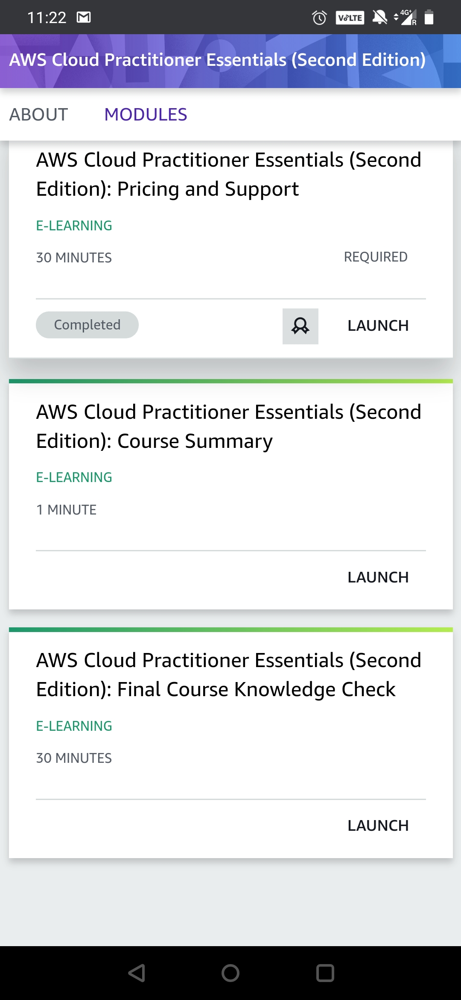 11:22
VoLTE
4G+
R
AWS Cloud Practitioner Essentials (Second Edition)
ABOUT MODULES
AWS Cloud Practitioner Essentials (Second
Edition): Pricing and Support
E-LEARNING
30 MINUTES REQUIRED
Completed LAUNCH
AWS Cloud Practitioner Essentials (Second
Edition): Course Summary
E-LEARNING
1 MINUTE
LAUNCH
AWS Cloud Practitioner Essentials (Second
Edition): Final Course Knowledge Check
E-LEARNING
30 MINUTES
LAUNCH